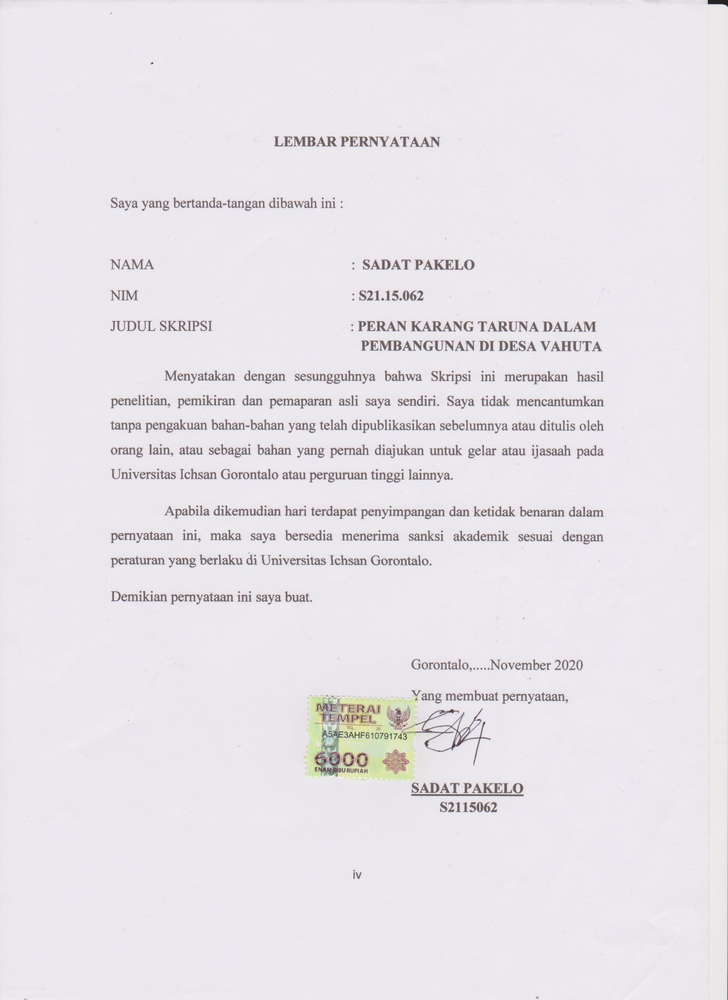 LEMBAR PERNYATAAN
Saya yang bertanda-tangan dibawah ini :
NAMA : SADAT PAKELO
NIM : S21.15.062
JUDUL SKRIPSI : PERAN KARANG TARUNA DALAM
PEMBANGUNAN DI DESA VAHUTA
Menyatakan dengan sesungguhnya bahwa Skripsi ini merupakan hasil
penelitian, pemikiran dan pemaparan asli saya sendiri. Saya tidak mencantumkan
tanpa pengakuan bahan-bahan yang telah dipublikasikan sebelumnya atau ditulis oleh
orang lain, atau sebagai bahan yang pernah diajukan untuk gelar atau ijasaah pada
Universitas Ichsan Gorontalo atau perguruan tinggi lainnya.
Apabila dikemudian hari terdapat penyimpangan dan ketidak benaran dalam
pernyataan ini, maka saya bersedia menerima sanksi akademik sesuai dengan
peraturan yang berlaku di Universitas Ichsan Gorontalo.
Demikian pernyataan ini saya buat.
Gorontalo,.....November 2020
Yang membuat pernyataan,
METERAI
TEMPEL
TGL. 20
A5AE3AHF610791743
6000
ENAM RIBU RUPIAH
SADAT PAKELO
S2115062
iv